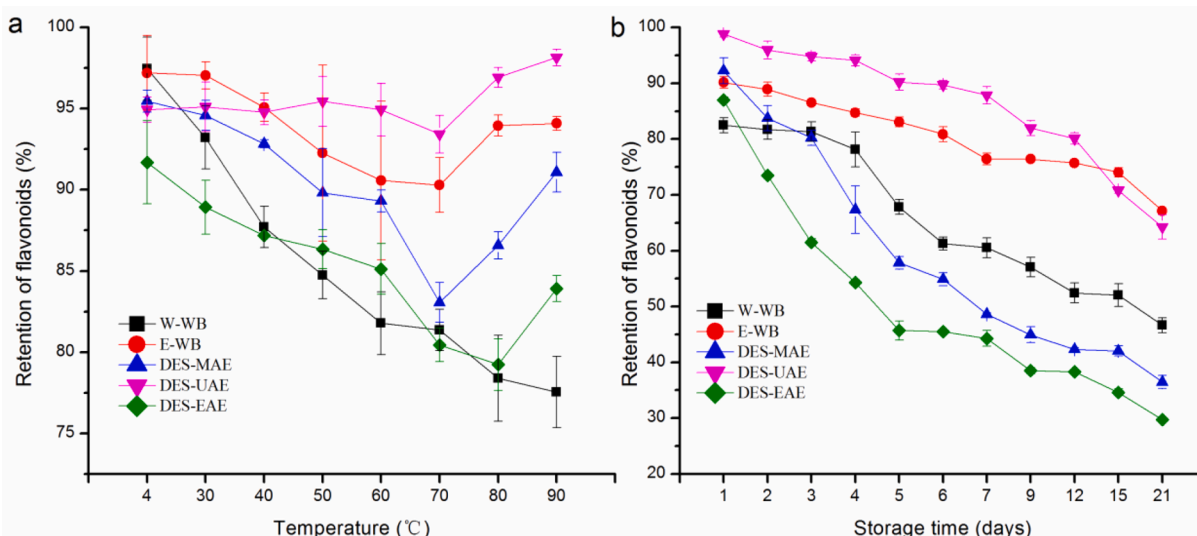 a
Retention of flavonoids (%)
100
95
90
85
80
75
W-WB
E-WB
DES-MAE
DES-UAE
DES-EAE
4 30 40 50 60 70 80 90
Temperature (℃)
b
Retention of flavonoids (%)
100
90
80
70
60
50
40
30
20
W-WB
E-WB
DES-MAE
DES-UAE
DES-EAE
1 2 3 4 5 6 7 9 12 15 21
Storage time (days)